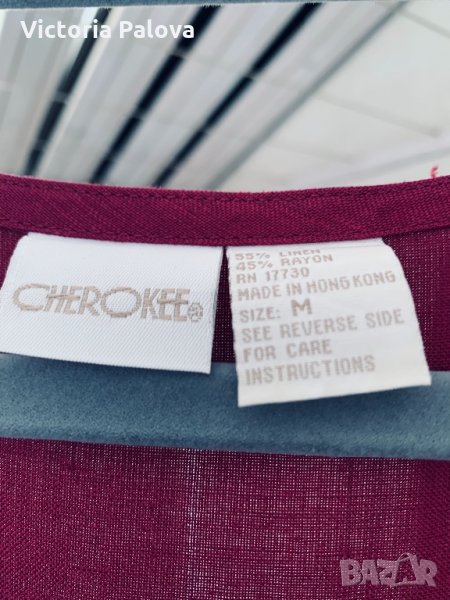 Victoria Palova
CHEROKEE®
55% LINEN
45% RAYON
RN 17730
MADE IN HONG KONG
SIZE: M
SEE REVERSE SIDE
FOR CARE
INSTRUCTIONS
BAZAR